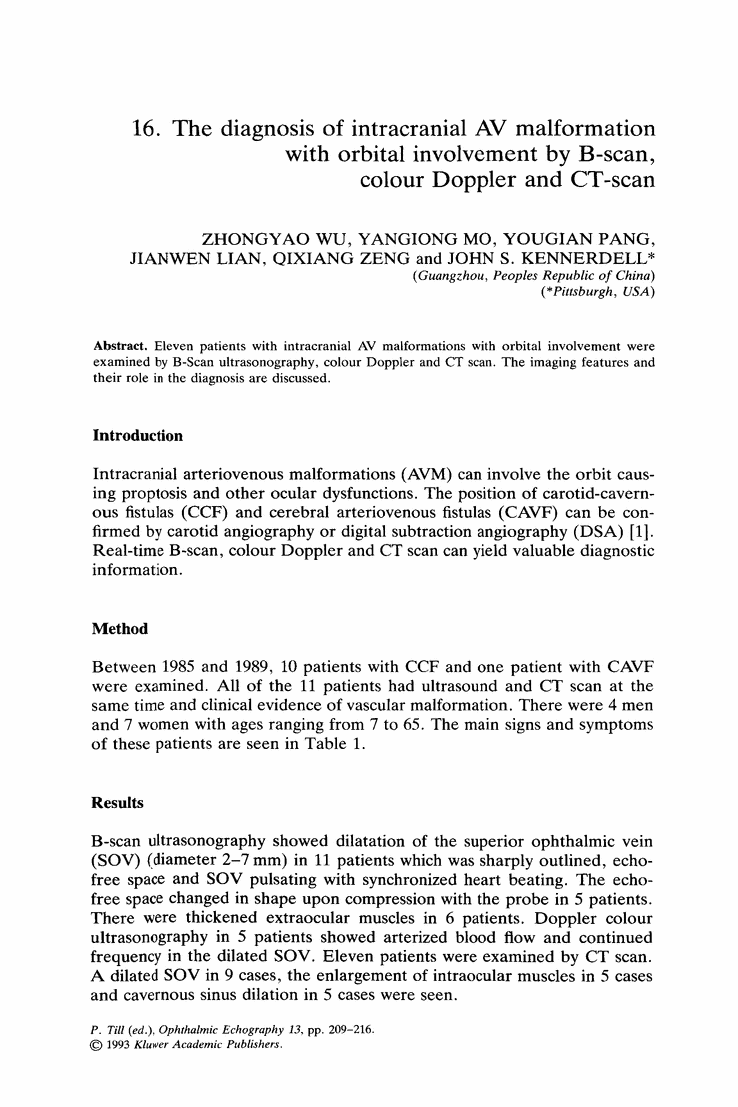 16. The diagnosis of intracranial AV malformation
with orbital involvement by B-scan,
colour Doppler and CT-scan
ZHONGYAO WU, YANGIONG MO, YOUGIAN PANG,
JIANWEN LIAN, QIXIANG ZENG and JOHN S. KENNERDELL*
(Guangzhou, Peoples Republic of China)
(*Pittsburgh, USA)
Abstract. Eleven patients with intracranial AV malformations with orbital involvement were
examined by B-Scan ultrasonography, colour Doppler and CT scan. The imaging features and
their role in the diagnosis are discussed.
Introduction
Intracranial arteriovenous malformations (AVM) can involve the orbit caus-
ing proptosis and other ocular dysfunctions. The position of carotid-cavern-
ous fistulas (CCF) and cerebral arteriovenous fistulas (CAVF) can be con-
firmed by carotid angiography or digital subtraction angiography (DSA) [1].
Real-time B-scan, colour Doppler and CT scan can yield valuable diagnostic
information.
Method
Between 1985 and 1989, 10 patients with CCF and one patient with CAVF
were examined. All of the 11 patients had ultrasound and CT scan at the
same time and clinical evidence of vascular malformation. There were 4 men
and 7 women with ages ranging from 7 to 65. The main signs and symptoms
of these patients are seen in Table 1.
Results
B-scan ultrasonography showed dilatation of the superior ophthalmic vein
(SOV) (diameter 2–7 mm) in 11 patients which was sharply outlined, echo-
free space and SOV pulsating with synchronized heart beating. The echo-
free space changed in shape upon compression with the probe in 5 patients.
There were thickened extraocular muscles in 6 patients. Doppler colour
ultrasonography in 5 patients showed arterized blood flow and continued
frequency in the dilated SOV. Eleven patients were examined by CT scan.
A dilated SOV in 9 cases, the enlargement of intraocular muscles in 5 cases
and cavernous sinus dilation in 5 cases were seen.
P. Till (ed.), Ophthalmic Echography 13, pp. 209–216.
© 1993 Kluwer Academic Publishers.